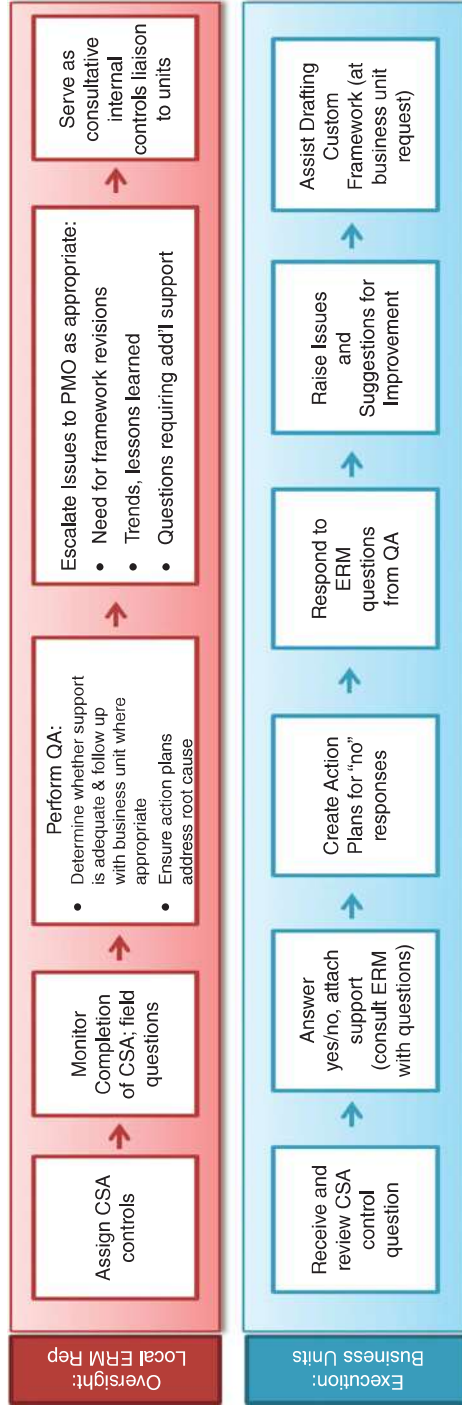 Oversight:
Local ERM Rep
Assign CSA
controls
Monitor
Completion
of CSA; field
questions
Perform QA:
• Determine whether support
is adequate & follow up
with business unit where
appropriate
• Ensure action plans
address root cause
Escalate Issues to PMO as appropriate:
• Need for framework revisions
• Trends, lessons learned
• Questions requiring add'l support
Serve as
consultative
internal
controls liaison
to units
Execution:
Business Units
Receive and
review CSA
control
question
Answer
yes/no, attach
support
(consult ERM
with questions)
Create Action
Plans for “no”
responses
Respond to
ERM
questions
from QA
Raise Issues
and
Suggestions for
Improvement
Assist Drafting
Custom
Framework (at
business unit
request)